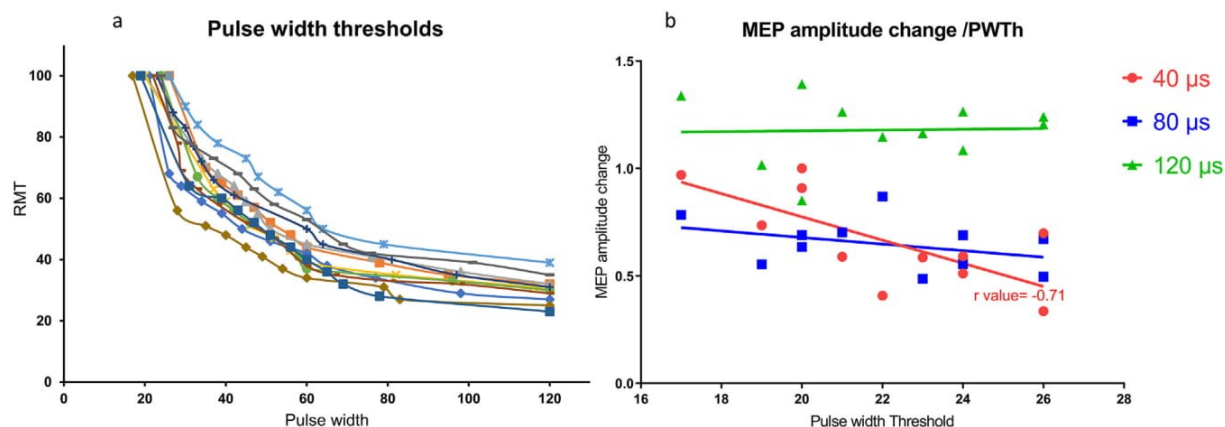 a
Pulse width thresholds
RMT
100
80
60
40
20
0
0 20 40 60 80 100 120
Pulse width
b
MEP amplitude change /PWTh
MEP amplitude change
1.5
1.0
0.5
0.0
r value= -0.71
16 18 20 22 24 26 28
Pulse width Threshold
40 µs
80 µs
120 µs